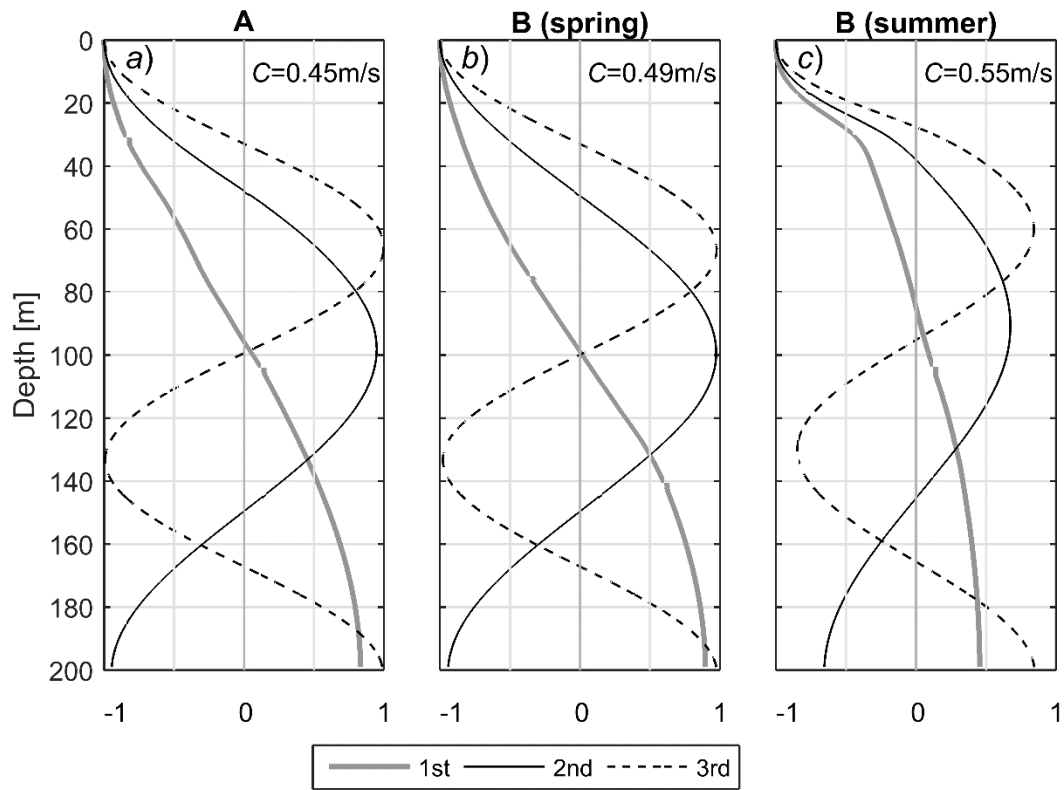 A
B (spring)
B (summer)
a)
C=0.45m/s
b)
C=0.49m/s
c)
C=0.55m/s
Depth [m]
0
20
40
60
80
100
120
140
160
180
200
-1 0 1
-1 0 1
-1 0 1
1st 2nd 3rd